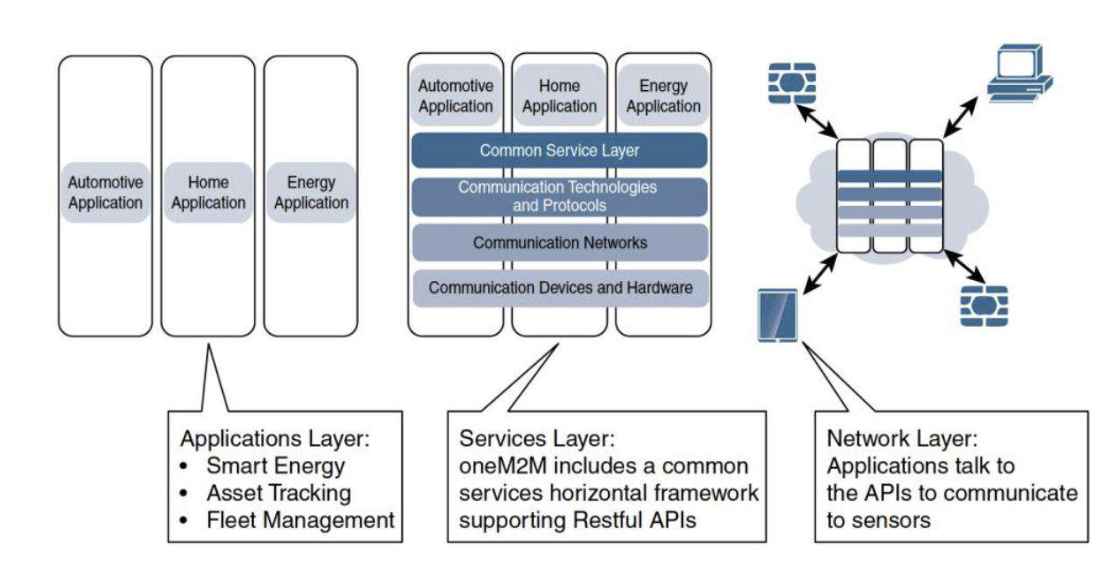 Automotive
Application
Home
Application
Energy
Application
Automotive
Application
Home
Application
Energy
Application
Common Service Layer
Communication Technologies
and Protocols
Communication Networks
Communication Devices and Hardware
Applications Layer:
• Smart Energy
• Asset Tracking
• Fleet Management
Services Layer:
oneM2M includes a common
services horizontal framework
supporting Restful APIs
Network Layer:
Applications talk to
the APIs to communicate
to sensors